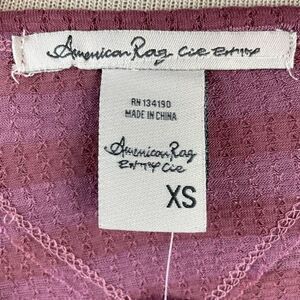 American Rag Cie
RN 134190
MADE IN CHINA
American Rag
Cie
XS